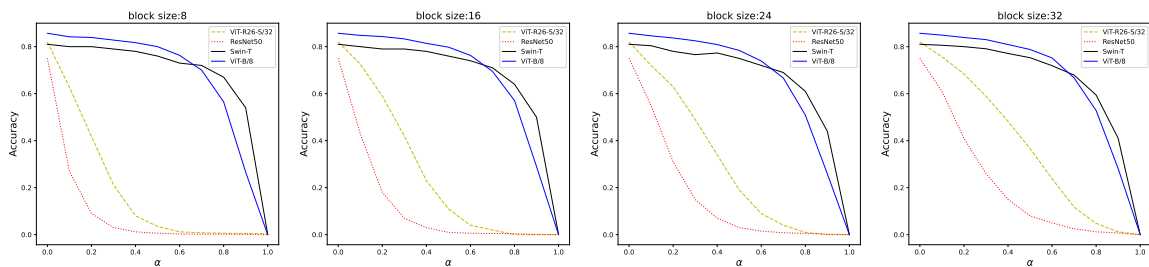 block size:8
Accuracy
0.8
0.6
0.4
0.2
0.0
ViT-R26-S/32
ResNet50
Swin-T
ViT-B/8
0.0 0.2 0.4 0.6 0.8 1.0
α
block size:16
Accuracy
0.8
0.6
0.4
0.2
0.0
ViT-R26-S/32
ResNet50
Swin-T
ViT-B/8
0.0 0.2 0.4 0.6 0.8 1.0
α
block size:24
Accuracy
0.8
0.6
0.4
0.2
0.0
ViT-R26-S/32
ResNet50
Swin-T
ViT-B/8
0.0 0.2 0.4 0.6 0.8 1.0
α
block size:32
Accuracy
0.8
0.6
0.4
0.2
0.0
ViT-R26-S/32
ResNet50
Swin-T
ViT-B/8
0.0 0.2 0.4 0.6 0.8 1.0
α